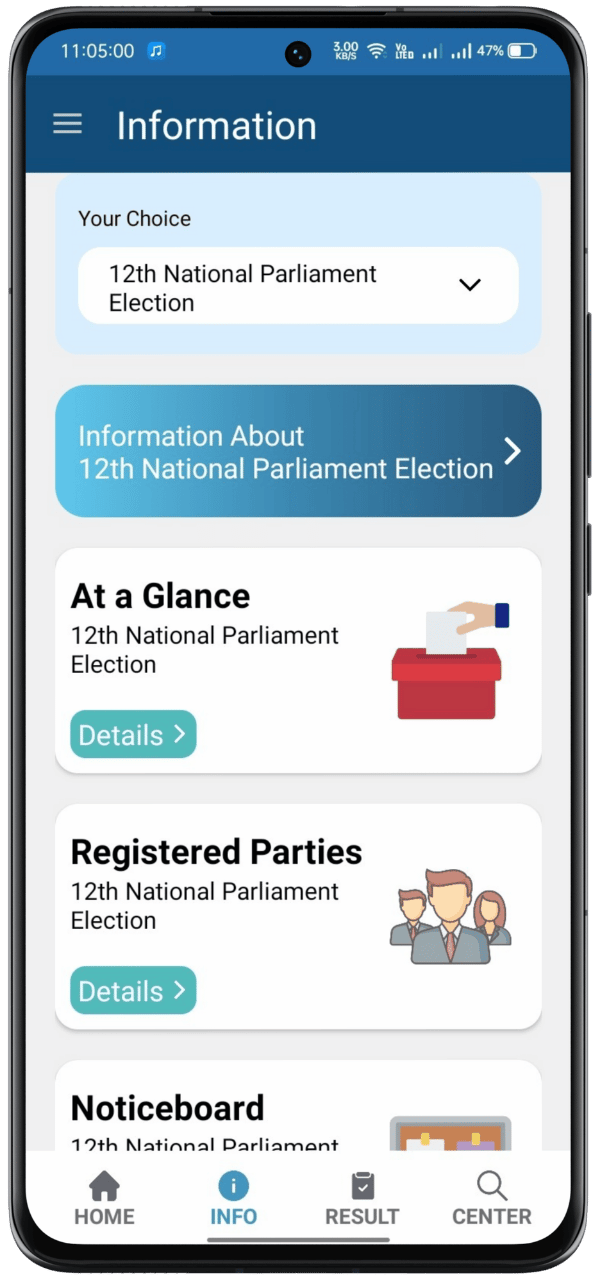 11:05:00
3.00 KB/S
Vo LTE D
47%
Information
Your Choice
12th National Parliament
Election
Information About
12th National Parliament Election
At a Glance
12th National Parliament
Election
Details
Registered Parties
12th National Parliament
Election
Details
Noticeboard
12th National Parliament
HOME
INFO
RESULT
CENTER